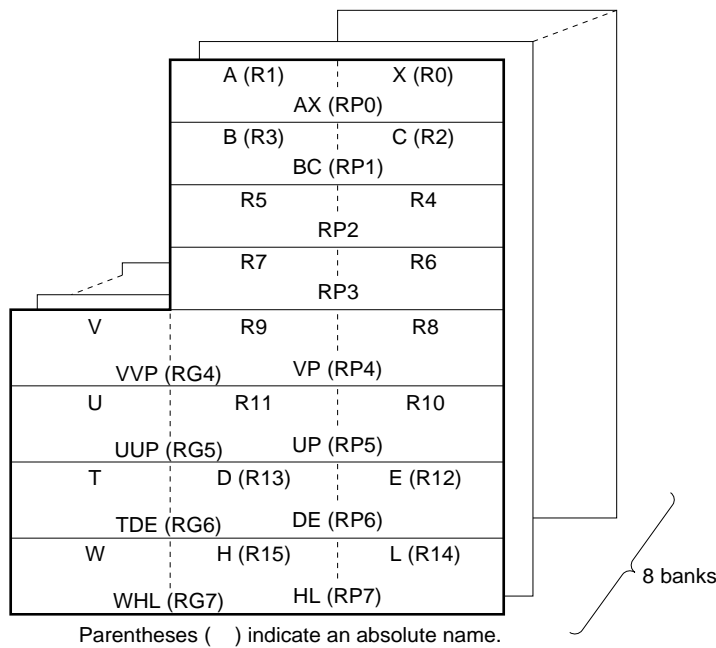 A (R1) X (R0)
AX (RP0)
B (R3) C (R2)
BC (RP1)
R5 R4
RP2
R7 R6
RP3
V R9 R8
VVP (RG4) VP (RP4)
U R11 R10
UUP (RG5) UP (RP5)
T D (R13) E (R12)
TDE (RG6) DE (RP6)
W H (R15) L (R14)
WHL (RG7) HL (RP7)
8 banks
Parentheses ( ) indicate an absolute name.